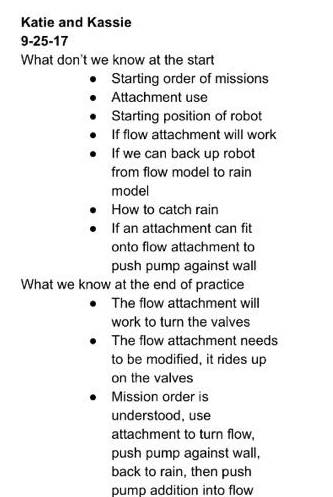 Katie and Kassie
9-25-17
What don't we know at the start
● Starting order of missions
● Attachment use
● Starting position of robot
● If flow attachment will work
● If we can back up robot
from flow model to rain
model
● How to catch rain
● If an attachment can fit
onto flow attachment to
push pump against wall
What we know at the end of practice
● The flow attachment will
work to turn the valves
● The flow attachment needs
to be modified, it rides up
on the valves
● Mission order is
understood, use
attachment to turn flow,
push pump against wall,
back to rain, then push
pump addition into flow